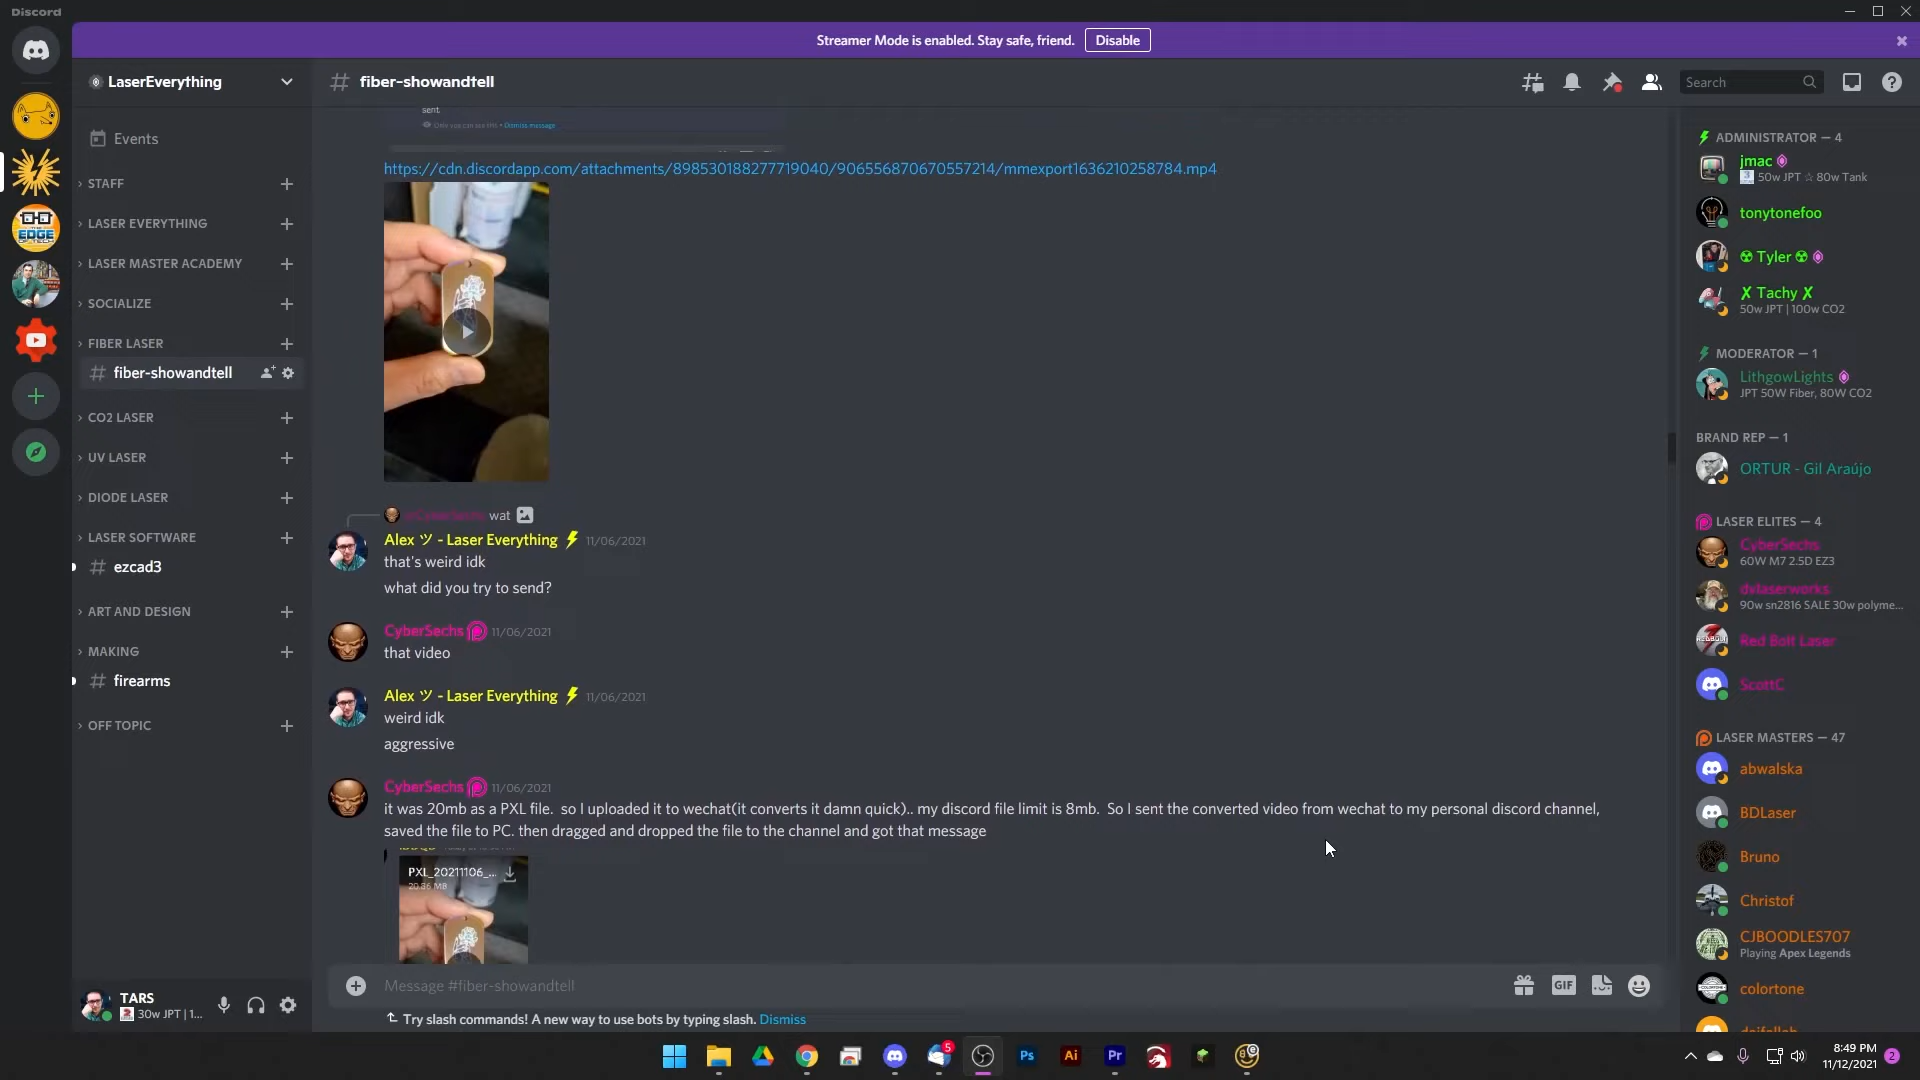 Discord
Streamer Mode is enabled. Stay safe, friend.
Disable
LaserEverything
fiber-showandtell
Search
Events
STAFF
LASER EVERYTHING
LASER MASTER ACADEMY
SOCIALIZE
FIBER LASER
fiber-showandtell
CO2 LASER
UV LASER
DIODE LASER
LASER SOFTWARE
ezcad3
ART AND DESIGN
MAKING
firearms
OFF TOPIC
TARS
30w JPT | 1...
sent.
Only you can see this • Dismiss message
https://cdn.discordapp.com/attachments/898530188277719040/906556870670557214/mmexport1636210258784.mp4
wat
Alex ツ - Laser Everything 11/06/2021
that's weird idk
what did you try to send?
CyberSechs 11/06/2021
that video
Alex ツ - Laser Everything 11/06/2021
weird idk
aggressive
CyberSechs 11/06/2021
it was 20mb as a PXL file. so I uploaded it to wechat(it converts it damn quick).. my discord file limit is 8mb. So I sent the converted video from wechat to my personal discord channel,
saved the file to PC. then dragged and dropped the file to the channel and got that message
PXL_20211106_...
20.86 MB
Message #fiber-showandtell
GIF
Try slash commands! A new way to use bots by typing slash. Dismiss
ADMINISTRATOR — 4
jmac
50w JPT ☆ 80w Tank
tonytonefoo
☢ Tyler ☢
X Tachy X
50w JPT | 100w CO2
MODERATOR — 1
LithgowLights
JPT 50W Fiber, 80W CO2
BRAND REP — 1
ORTUR - Gil Araújo
LASER ELITES — 4
CyberSechs
60W M7 2.5D EZ3
dvlaserworks
90w sn2816 SALE 30w polyme...
Red Bolt Laser
ScottC
LASER MASTERS — 47
abwalska
BDLaser
Bruno
Christof
CJBOODLES707
Playing Apex Legends
colortone
5
Ps
Ai
Pr
8:49 PM
11/12/2021
2